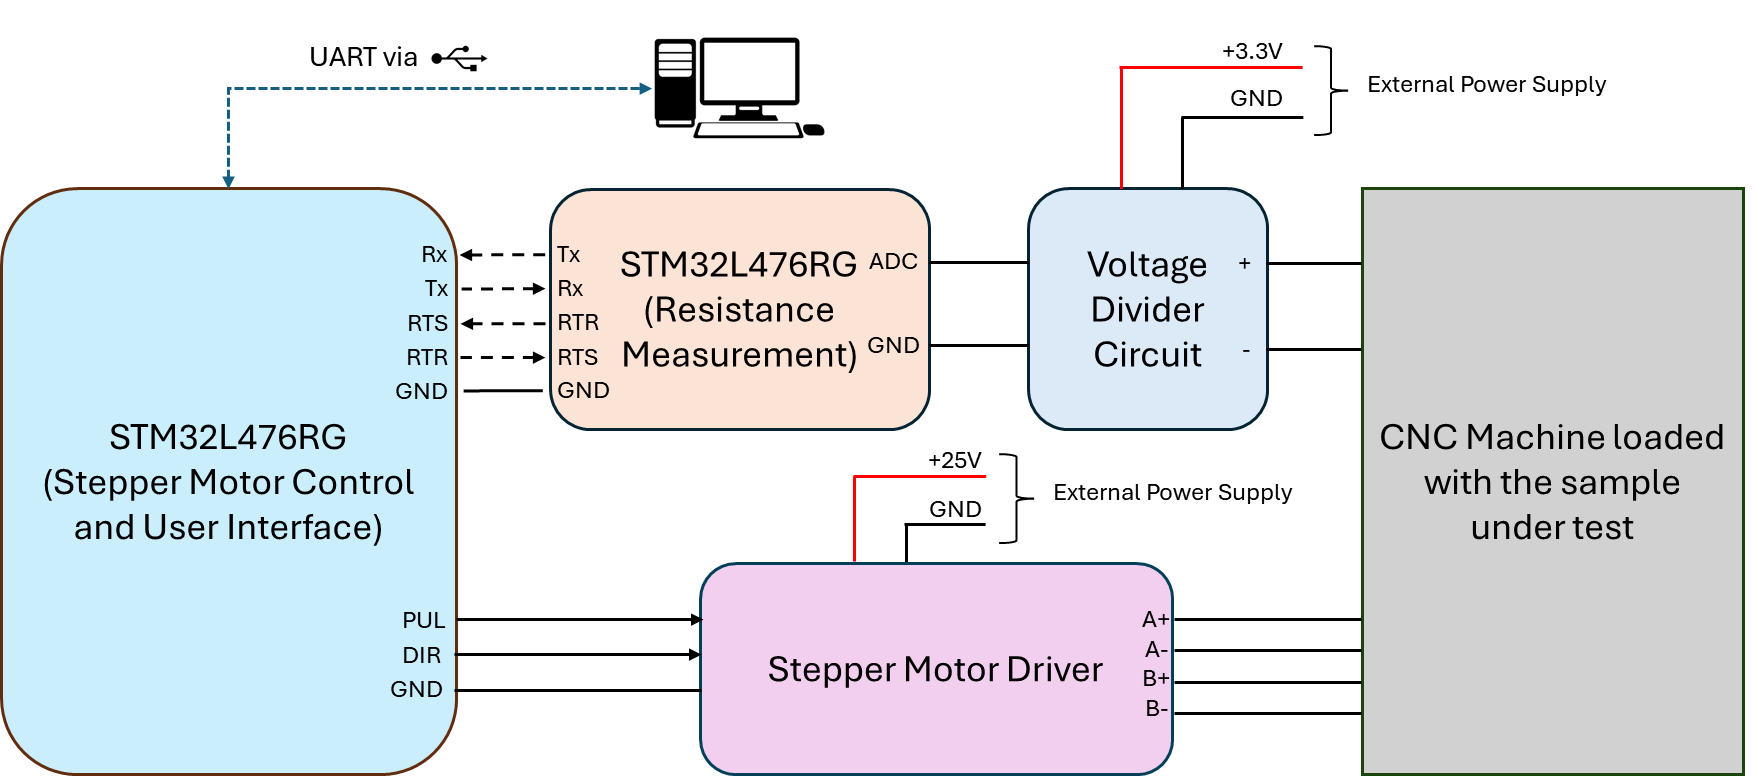 UART via
+3.3V
GND
External Power Supply
Rx
Tx
RTS
RTR
GND
Tx
Rx
RTR
RTS
GND
STM32L476RG
(Resistance
Measurement)
ADC
GND
Voltage
Divider
Circuit
+
-
STM32L476RG
(Stepper Motor Control
and User Interface)
CNC Machine loaded
with the sample
under test
+25V
GND
External Power Supply
PUL
DIR
GND
Stepper Motor Driver
A+
A-
B+
B-